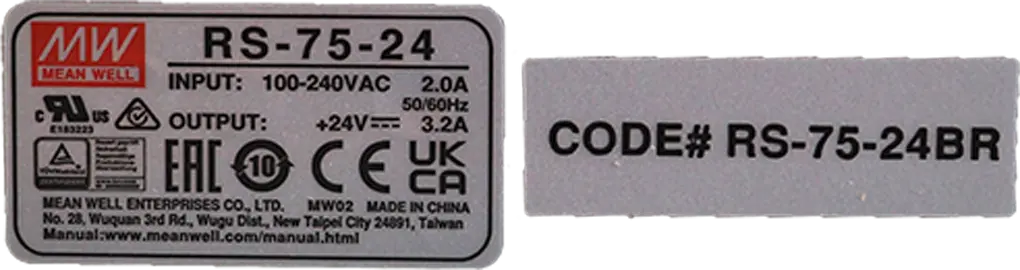 MW
MEAN WELL
RS-75-24
INPUT: 100-240VAC 2.0A
50/60Hz
OUTPUT: +24V⎓ 3.2A
c RU US
E183223
EAC 10 CE UK CA
MEAN WELL ENTERPRISES CO., LTD. MW02 MADE IN CHINA
No. 28, Wuquan 3rd Rd., Wugu Dist., New Taipei City 24891, Taiwan
Manual:www.meanwell.com/manual.html
CODE# RS-75-24BR